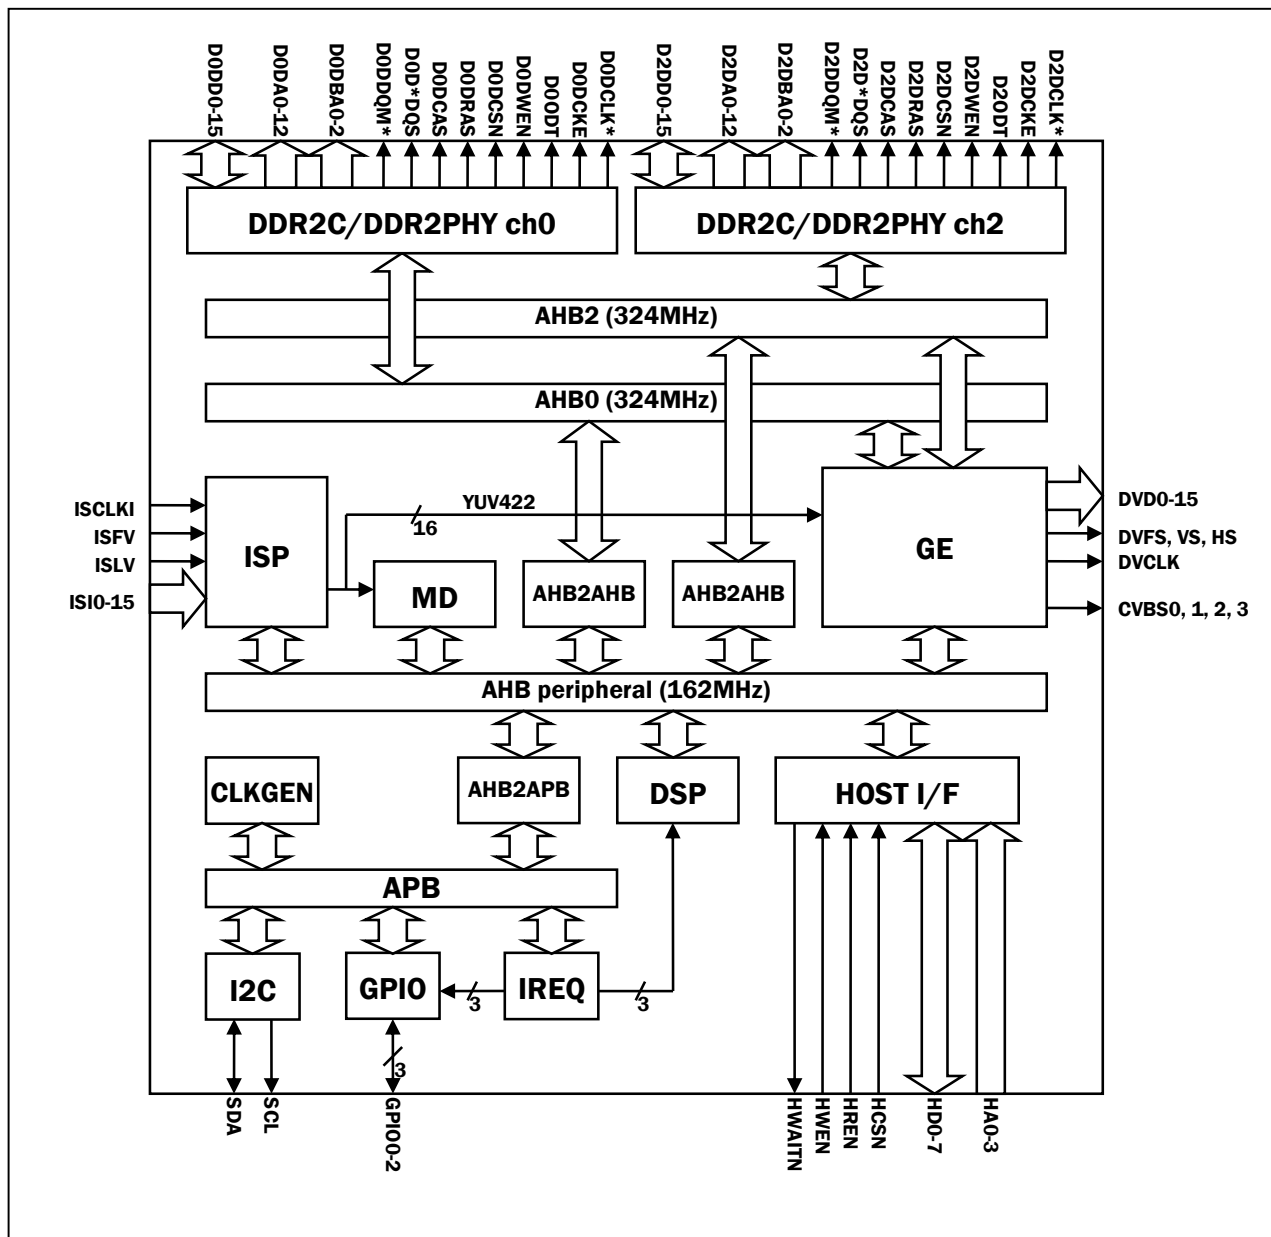 D0DD0-15
D0DA0-12
D0DBA0-2
D0DDQM*
D0D*DQS
D0DCAS
D0DRAS
D0DCSN
D0DWEN
D0ODT
D0DCKE
D0DCLK*
D2DD0-15
D2DA0-12
D2DBA0-2
D2DDQM*
D2D*DQS
D2DCAS
D2DRAS
D2DCSN
D2DWEN
D2ODT
D2DCKE
D2DCLK*
DDR2C/DDR2PHY ch0
DDR2C/DDR2PHY ch2
AHB2 (324MHz)
AHB0 (324MHz)
ISCLKI
ISFV
ISLV
ISI0-15
ISP
YUV422
16
MD
AHB2AHB
AHB2AHB
GE
DVD0-15
DVFS, VS, HS
DVCLK
CVBS0, 1, 2, 3
AHB peripheral (162MHz)
CLKGEN
AHB2APB
DSP
HOST I/F
APB
I2C
GPIO
3
IREQ
3
3
SDA
SCL
GPIO0-2
HWAITN
HWEN
HREN
HCSN
HD0-7
HA0-3